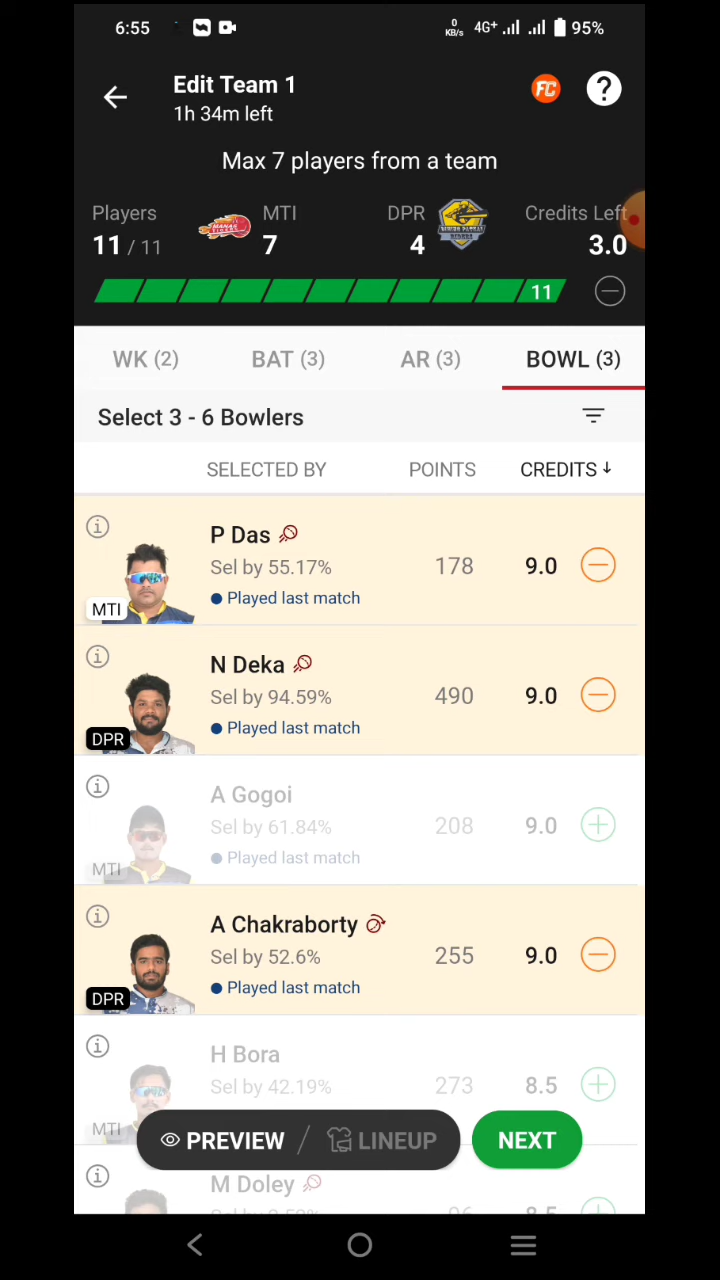 6:55
0 KB/s 4G+ 95%
Edit Team 1
FC ?
1h 34m left
Max 7 players from a team
Players MTI DPR Credits Left
11 / 11 7 4 3.0
11
WK (2) BAT (3) AR (3) BOWL (3)
Select 3 - 6 Bowlers
SELECTED BY POINTS CREDITS ↓
P Das
Sel by 55.17% 178 9.0
Played last match
MTI
N Deka
Sel by 94.59% 490 9.0
Played last match
DPR
A Gogoi
Sel by 61.84% 208 9.0
Played last match
MTI
A Chakraborty
Sel by 52.6% 255 9.0
Played last match
DPR
H Bora
Sel by 42.19% 273 8.5
MTI
PREVIEW / LINEUP NEXT
M Doley